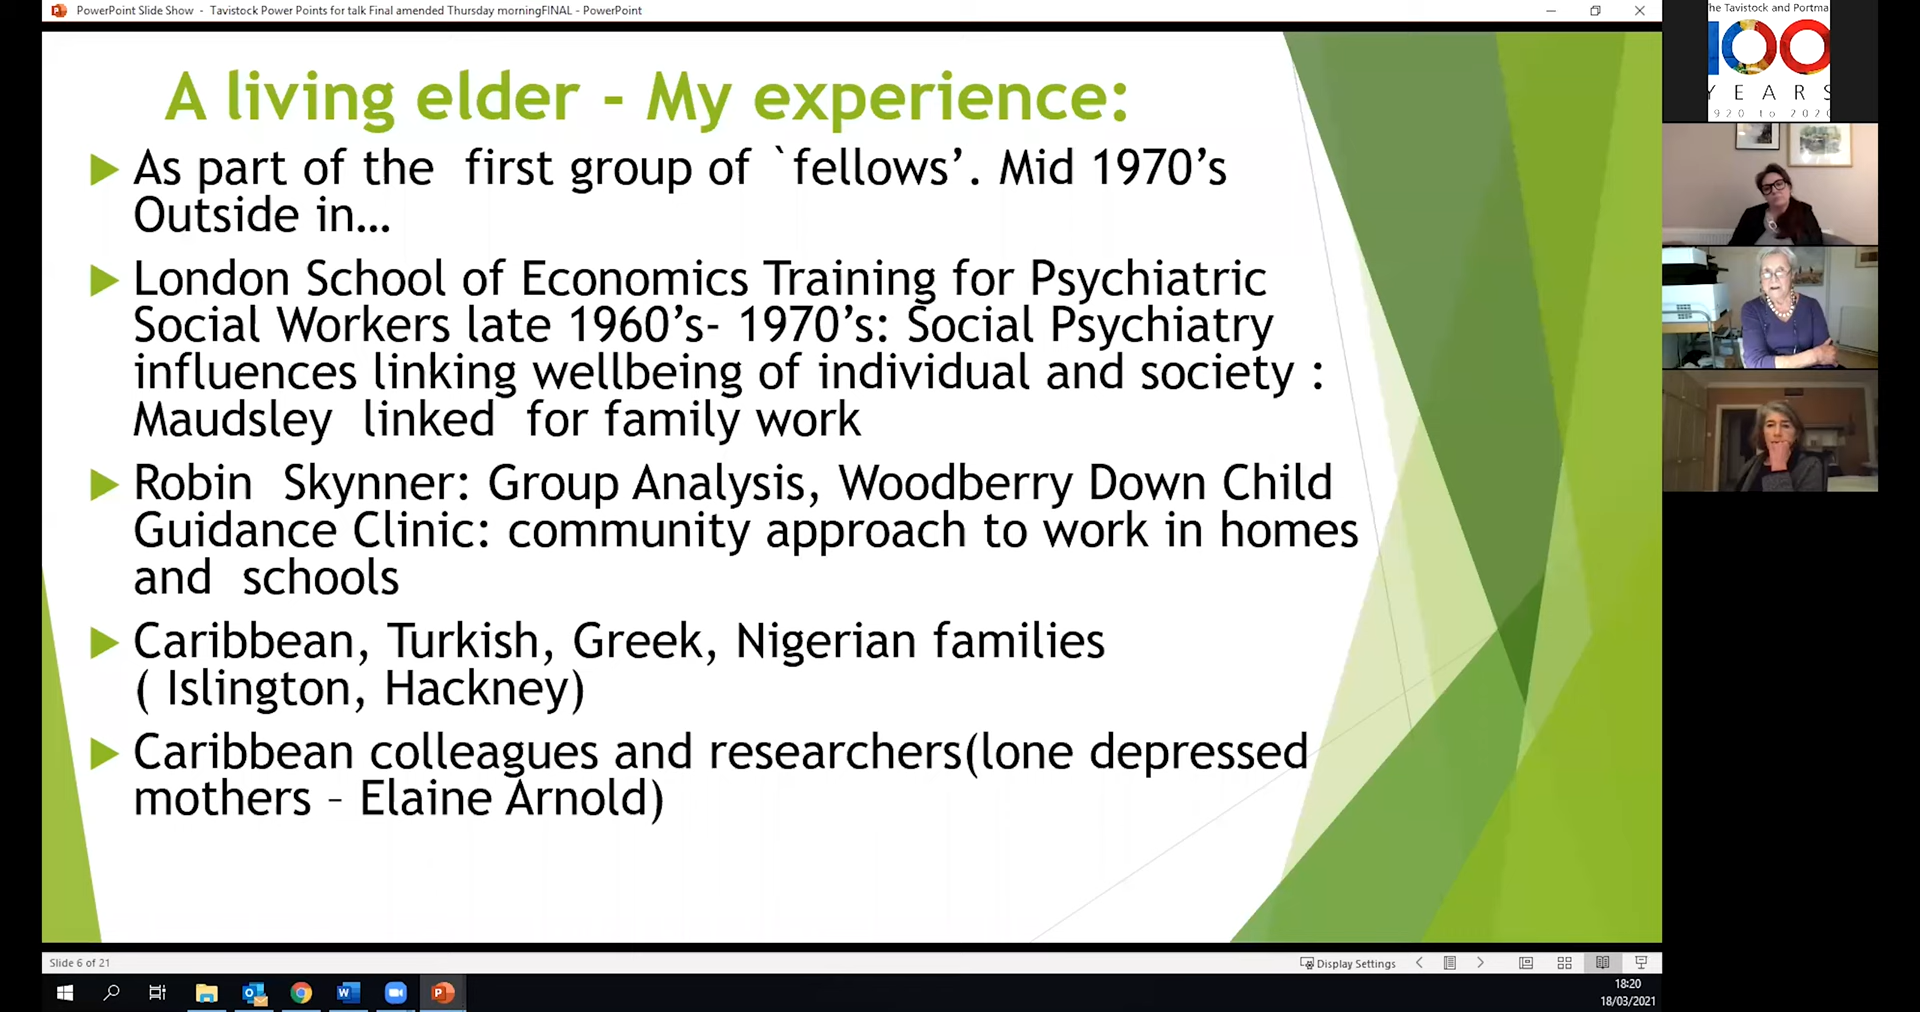 PowerPoint Slide Show - Tavistock Power Points for talk Final amended Thursday morningFINAL - PowerPoint
A living elder - My experience:
As part of the first group of `fellows’. Mid 1970’s
Outside in…
London School of Economics Training for Psychiatric
Social Workers late 1960’s- 1970’s: Social Psychiatry
influences linking wellbeing of individual and society :
Maudsley linked for family work
Robin Skynner: Group Analysis, Woodberry Down Child
Guidance Clinic: community approach to work in homes
and schools
Caribbean, Turkish, Greek, Nigerian families
( Islington, Hackney)
Caribbean colleagues and researchers(lone depressed
mothers – Elaine Arnold)
Slide 6 of 21
Display Settings
18:20
18/03/2021
The Tavistock and Portma
100
YEARS
920 to 202